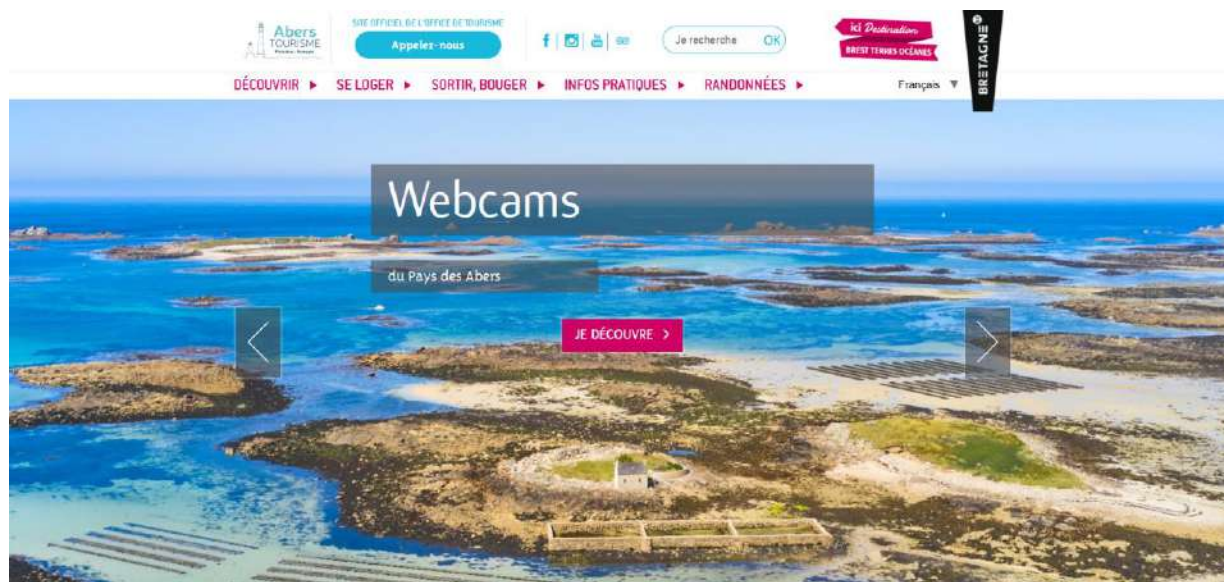 Abers
TOURISME
SITE OFFICIEL DE L'OFFICE DE TOURISME
Appelez-nous
Je recherche OK
ici Destination
BREST TERRES OCÉANES
BRETAGNE
DÉCOUVRIR
SE LOGER
SORTIR, BOUGER
INFOS PRATIQUES
RANDONNÉES
Français
Webcams
du Pays des Abers
JE DÉCOUVRE